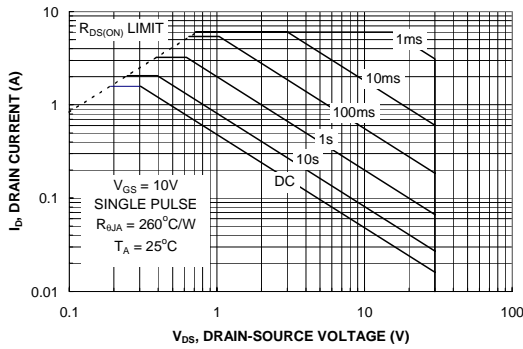 10
R_DS(ON) LIMIT
1ms
10ms
100ms
1s
10s
DC
1
0.1
0.01
V_GS = 10V
SINGLE PULSE
R_θJA = 260°C/W
T_A = 25°C
I_D, DRAIN CURRENT (A)
0.1
1
10
100
V_DS, DRAIN-SOURCE VOLTAGE (V)